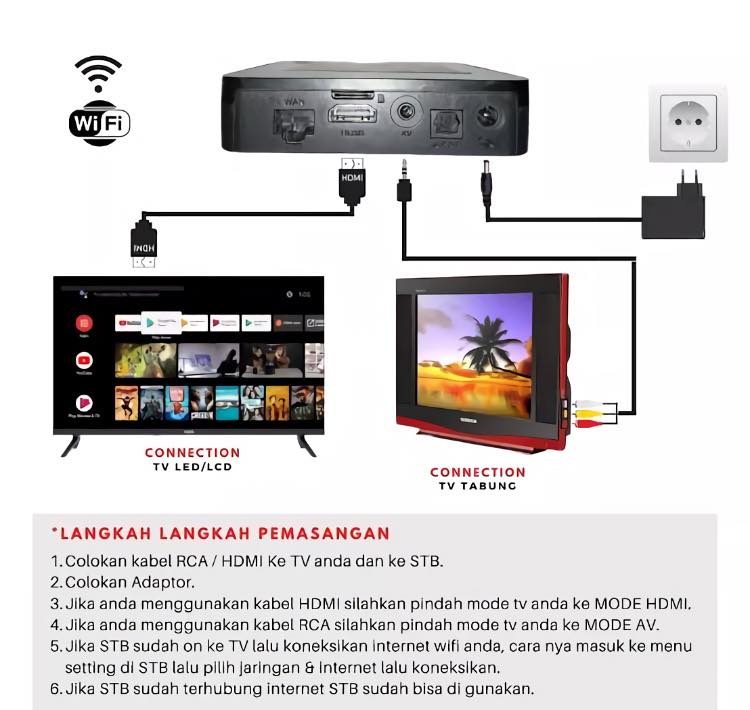 WiFi
WAN
HDMI
AV
HDMI
HDMI
YouTube
CONNECTION
TV LED/LCD
CONNECTION
TV TABUNG
*LANGKAH LANGKAH PEMASANGAN
1. Colokan kabel RCA / HDMI Ke TV anda dan ke STB.
2. Colokan Adaptor.
3. Jika anda menggunakan kabel HDMI silahkan pindah mode tv anda ke MODE HDMI.
4. Jika anda menggunakan kabel RCA silahkan pindah mode tv anda ke MODE AV.
5. Jika STB sudah on ke TV lalu koneksikan internet wifi anda, cara nya masuk ke menu
setting di STB lalu pilih jaringan & Internet lalu koneksikan.
6. Jika STB sudah terhubung internet STB sudah bisa di gunakan.